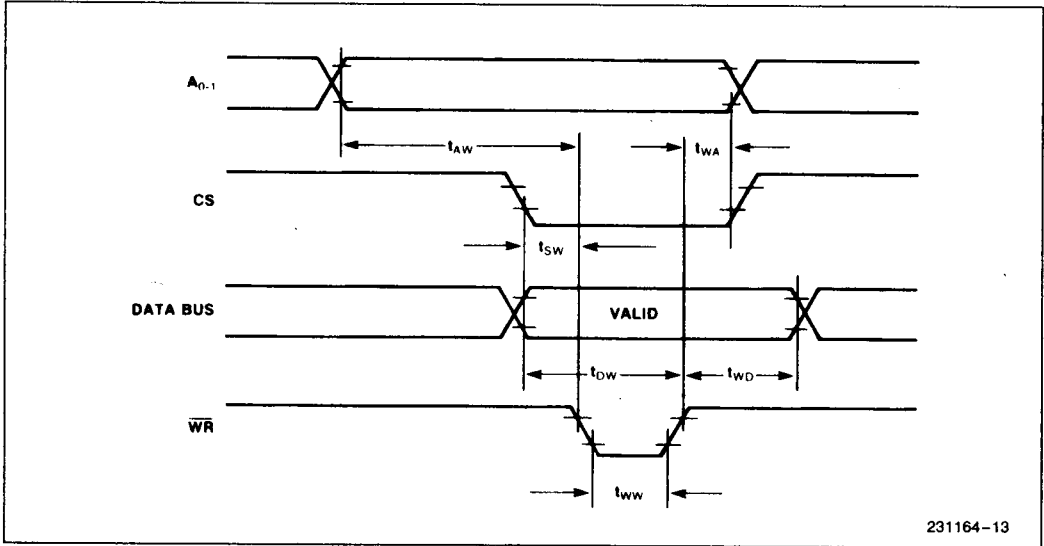 A0-1
tAW
tWA
CS
tSW
DATA BUS
VALID
tDW
tWD
WR
tWW
231164-13